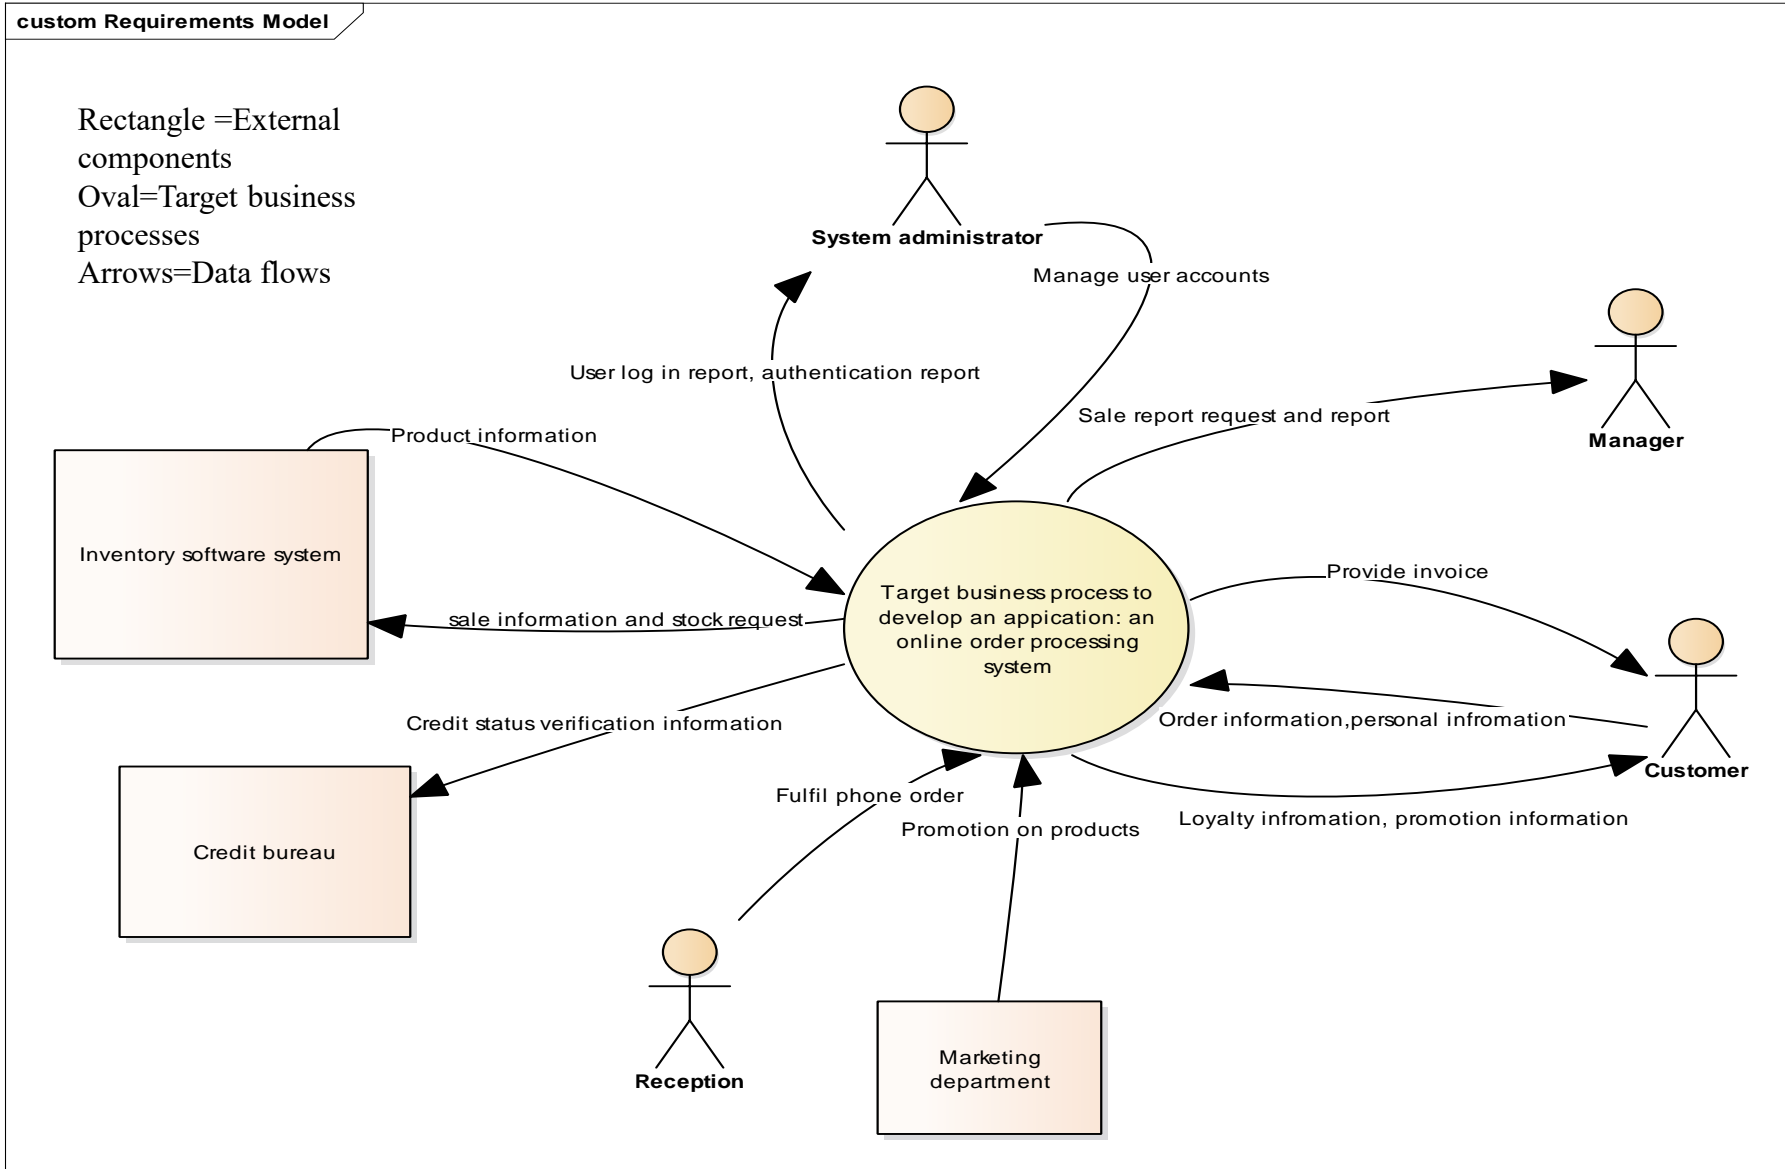 custom Requirements Model
Rectangle =External
components
Oval=Target business
processes
Arrows=Data flows
System administrator
Manage user accounts
User log in report, authentication report
Sale report request and report
Manager
Product information
Inventory software system
sale information and stock request
Target business process to
develop an appication: an
online order processing
system
Provide invoice
Order information,personal infromation
Customer
Credit status verification information
Credit bureau
Fulfil phone order
Promotion on products
Loyalty infromation, promotion information
Reception
Marketing
department